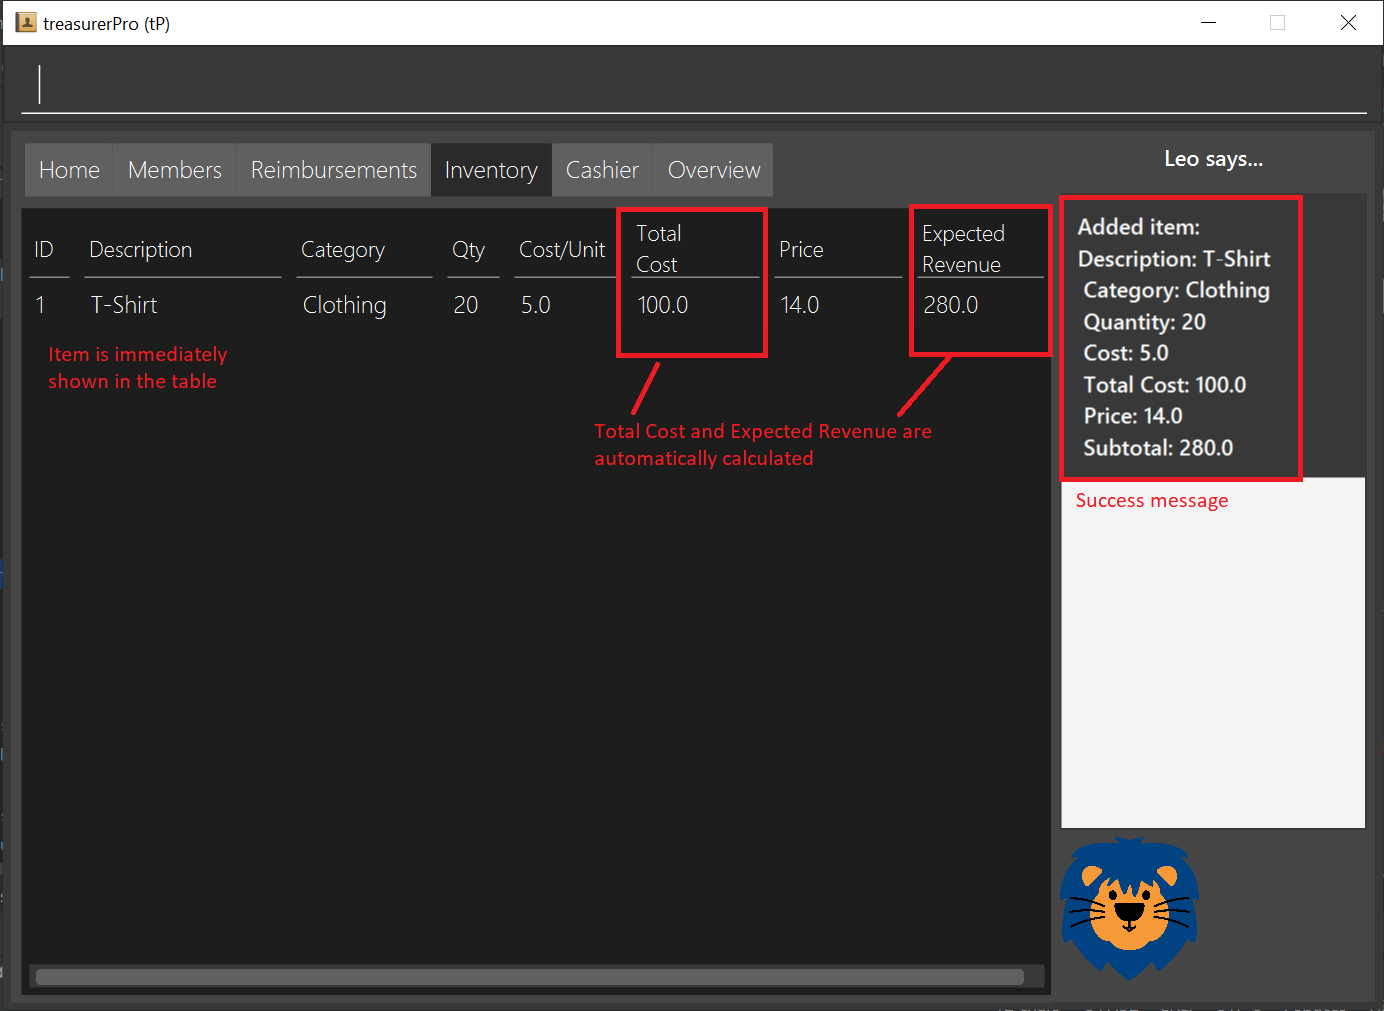 treasurerPro (tP)
Home Members Reimbursements Inventory Cashier Overview
Leo says...
ID Description Category Qty Cost/Unit Total Cost Price Expected Revenue
1 T-Shirt Clothing 20 5.0 100.0 14.0 280.0
Item is immediately
shown in the table
Total Cost and Expected Revenue are
automatically calculated
Added item:
Description: T-Shirt
Category: Clothing
Quantity: 20
Cost: 5.0
Total Cost: 100.0
Price: 14.0
Subtotal: 280.0
Success message